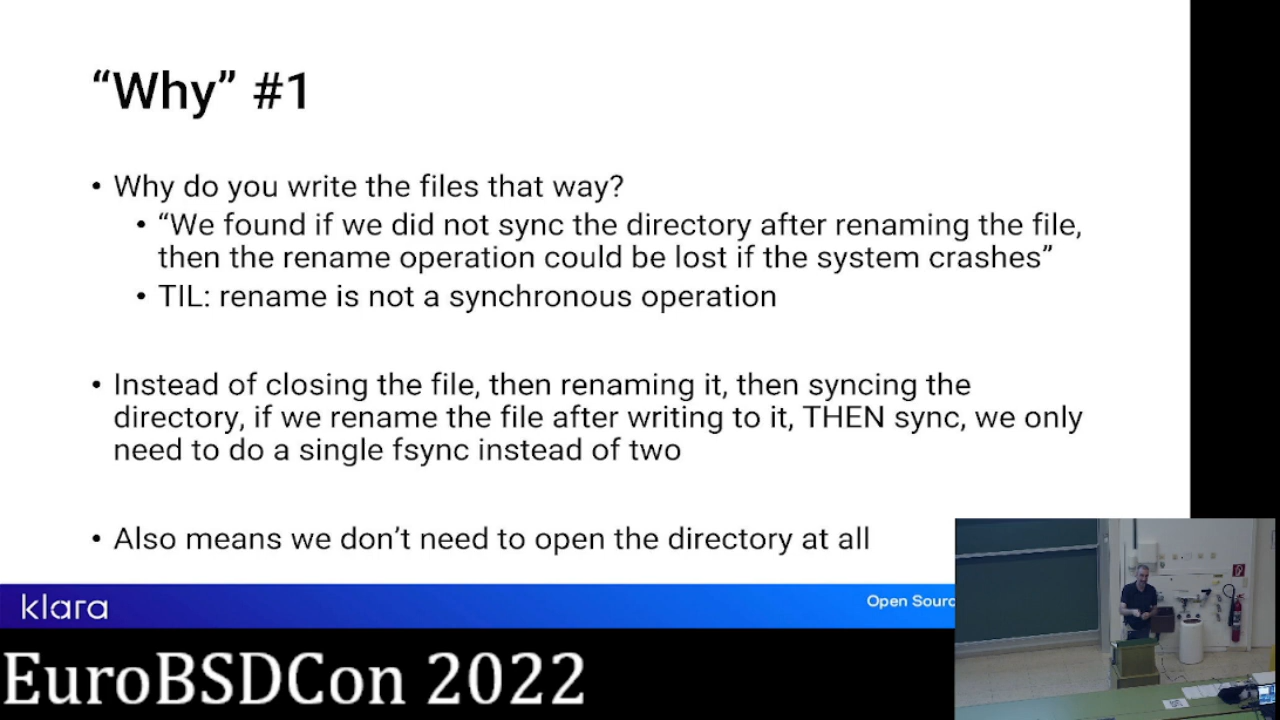 “Why” #1
• Why do you write the files that way?
• “We found if we did not sync the directory after renaming the file,
then the rename operation could be lost if the system crashes”
• TIL: rename is not a synchronous operation
• Instead of closing the file, then renaming it, then syncing the
directory, if we rename the file after writing to it, THEN sync, we only
need to do a single fsync instead of two
• Also means we don’t need to open the directory at all
klara
Open Sourc
EuroBSDCon 2022